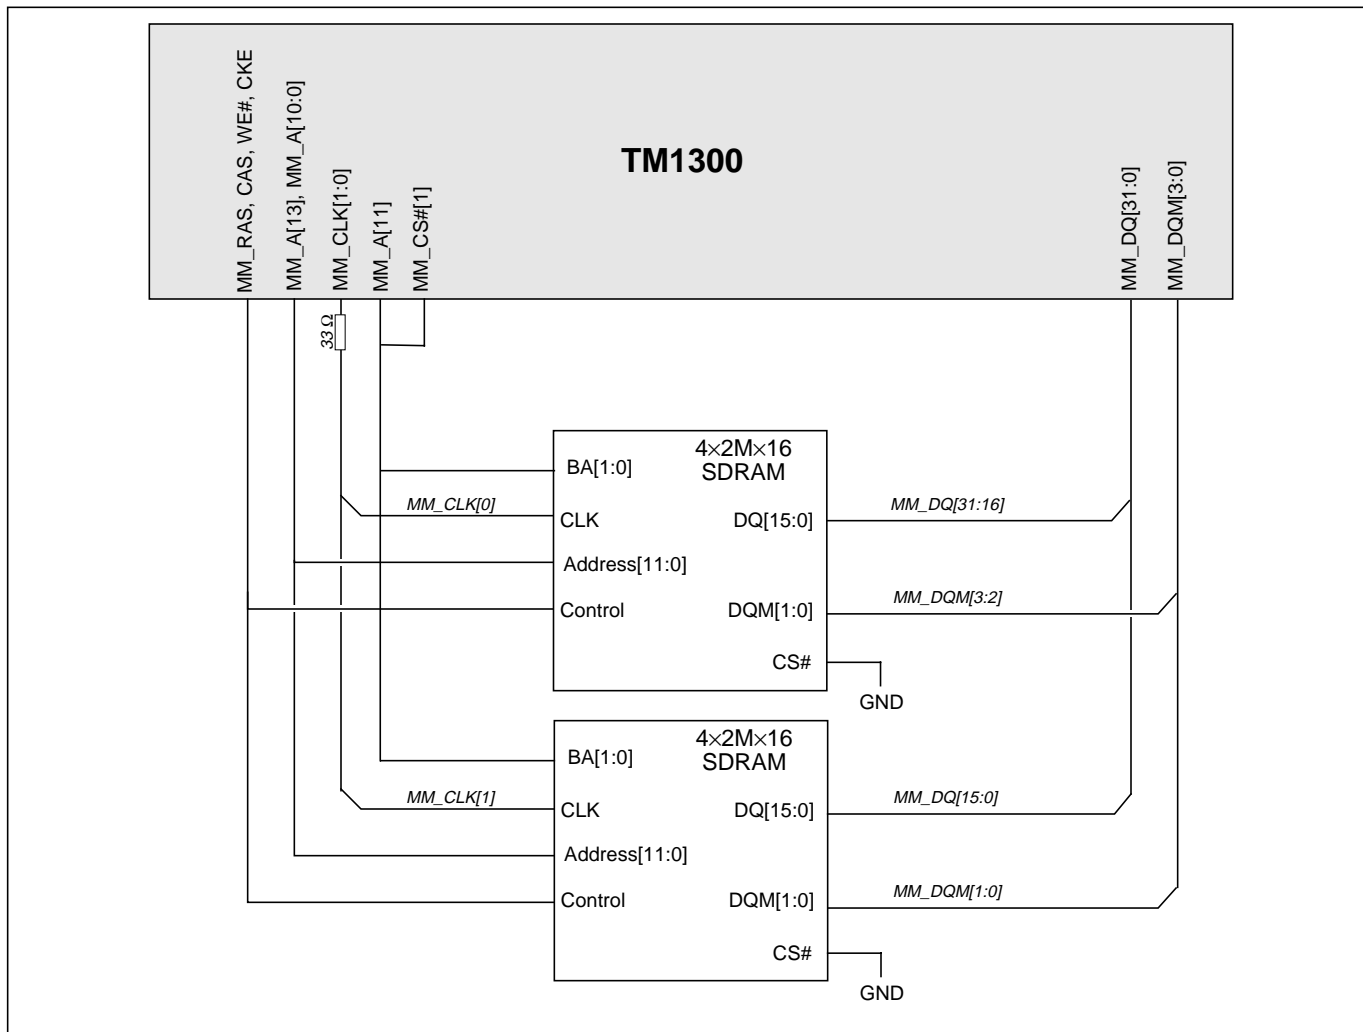 MM_RAS, CAS, WE#, CKE
MM_A[13], MM_A[10:0]
MM_CLK[1:0]
MM_A[11]
MM_CS#[1]
TM1300
MM_DQ[31:0]
MM_DQM[3:0]
33 Ω
4×2M×16
SDRAM
BA[1:0]
MM_CLK[0]
CLK
DQ[15:0]
MM_DQ[31:16]
Address[11:0]
Control
DQM[1:0]
MM_DQM[3:2]
CS#
GND
4×2M×16
SDRAM
BA[1:0]
MM_CLK[1]
CLK
DQ[15:0]
MM_DQ[15:0]
Address[11:0]
Control
DQM[1:0]
MM_DQM[1:0]
CS#
GND